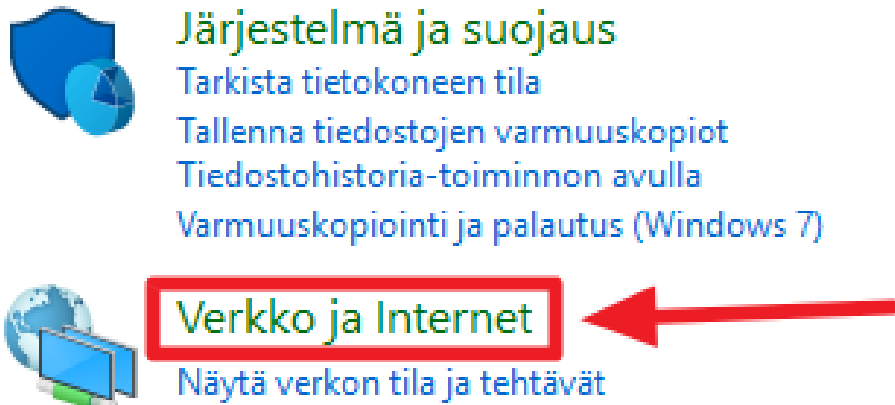 Järjestelmä ja suojaus
Tarkista tietokoneen tila
Tallenna tiedostojen varmuuskopiot
Tiedostohistoria-toiminnon avulla
Varmuuskopiointi ja palautus (Windows 7)
Verkko ja Internet
Näytä verkon tila ja tehtävät